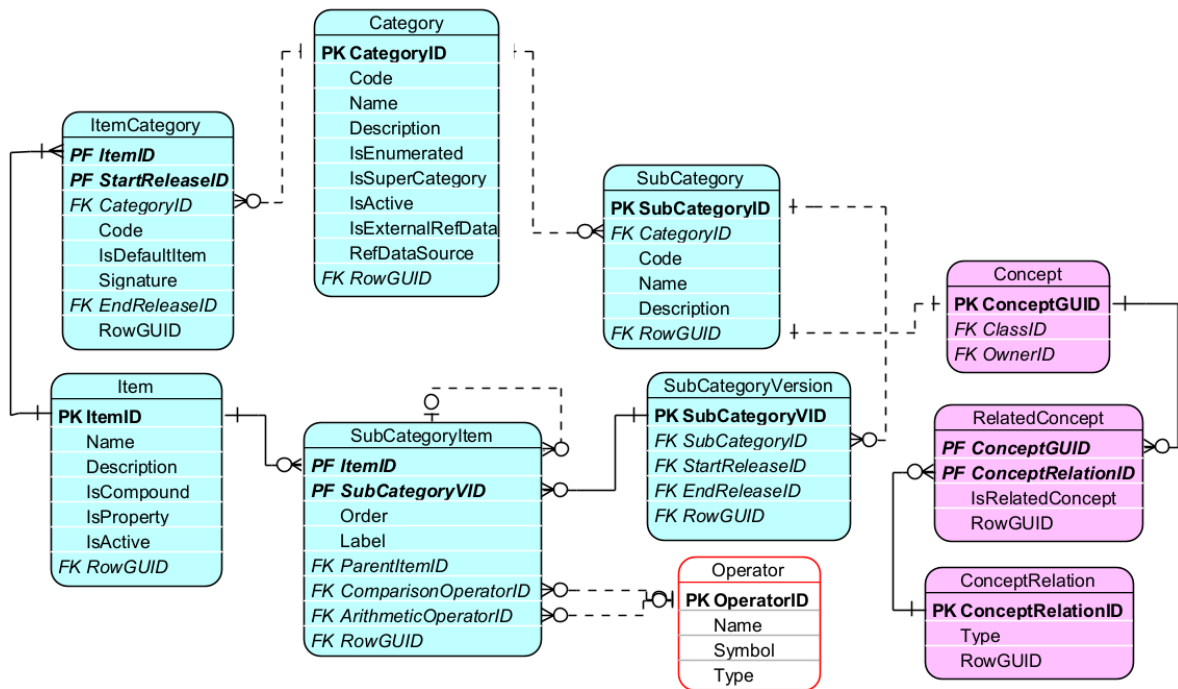 Category
PK CategoryID
Code
Name
Description
IsEnumerated
IsSuperCategory
IsActive
IsExternalRefData
RefDataSource
FK RowGUID
ItemCategory
PF ItemID
PF StartReleaseID
FK CategoryID
Code
IsDefaultItem
Signature
FK EndReleaseID
RowGUID
SubCategory
PK SubCategoryID
FK CategoryID
Code
Name
Description
FK RowGUID
Concept
PK ConceptGUID
FK ClassID
FK OwnerID
Item
PK ItemID
Name
Description
IsCompound
IsProperty
IsActive
FK RowGUID
SubCategoryItem
PF ItemID
PF SubCategoryVID
Order
Label
FK ParentItemID
FK ComparisonOperatorID
FK ArithmeticOperatorID
FK RowGUID
SubCategoryVersion
PK SubCategoryVID
FK SubCategoryID
FK StartReleaseID
FK EndReleaseID
FK RowGUID
RelatedConcept
PF ConceptGUID
PF ConceptRelationID
IsRelatedConcept
RowGUID
Operator
PK OperatorID
Name
Symbol
Type
ConceptRelation
PK ConceptRelationID
Type
RowGUID